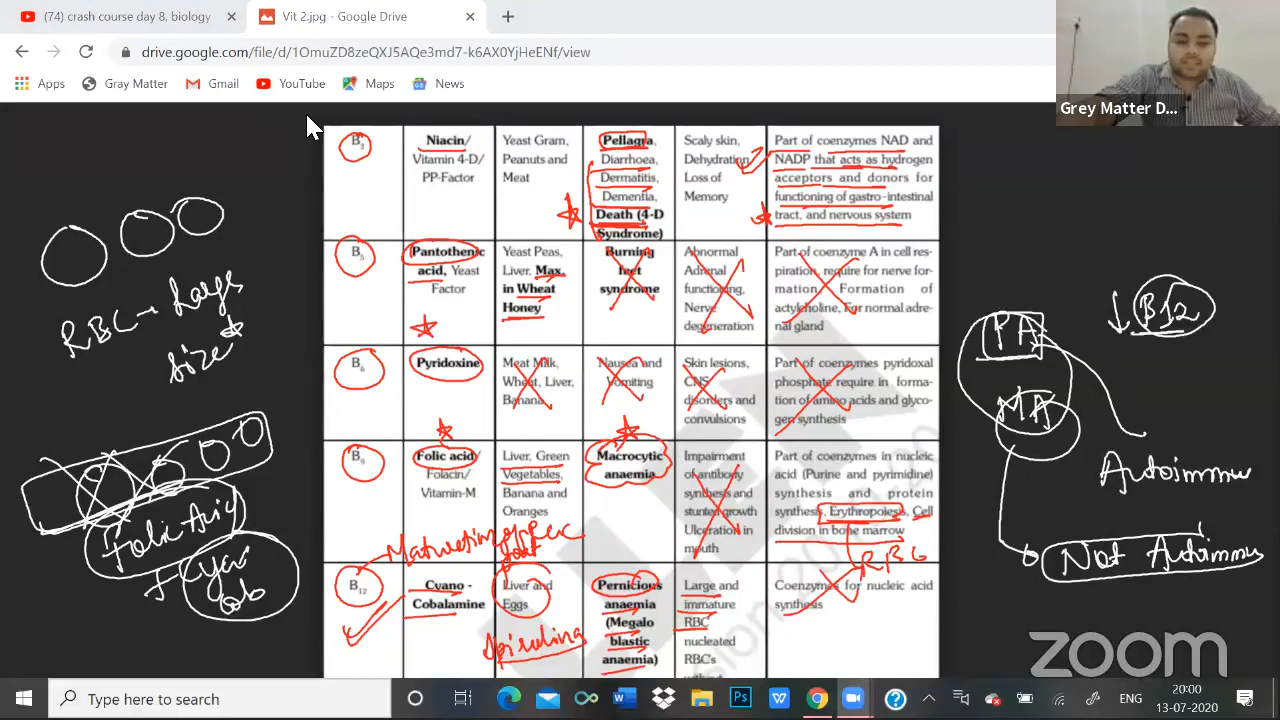 (74) crash course day 8, biology
Vit 2.jpg - Google Drive
drive.google.com/file/d/1OmuZD8zeQXJ5AQe3md7-k6AX0YjHeENf/view
Apps
Grey Matter
Gmail
YouTube
Maps
News
Grey Matter D...
B3
Niacin/
Vitamin 4-D/
PP-Factor
Yeast Gram,
Peanuts and
Meat
Pellagra,
Diarrhoea,
Dermatitis,
Dementia,
Death (4-D
Syndrome)
Scaly skin,
Dehydration
Loss of
Memory
Part of coenzymes NAD and
NADP that acts as hydrogen
acceptors and donors for
functioning of gastro-intestinal
tract, and nervous system
B5
Pantothenic
acid, Yeast
Factor
Yeast Peas,
Liver, Max.
in Wheat
Honey
Burning
feet
syndrome
Abnormal
Adrenal
functioning,
Nerve
degeneration
Part of coenzyme A in cell res-
piration, require for nerve for-
mation. Formation of
actylcholine, For normal adre-
nal gland
B6
Pyridoxine
Meat Milk,
Wheat, Liver,
Banana
Nausea and
Vomiting
Skin lesions,
CNS
disorders and
convulsions
Part of coenzymes pyridoxal
phosphate require in forma-
tion of amino acids and glyco-
gen synthesis
B9
Folic acid/
Folacin/
Vitamin-M
Liver, Green
Vegetables,
Banana and
Oranges
Macrocytic
anaemia
Impairment
of antibody
synthesis and
stunted growth
Ulceration in
mouth
Part of coenzymes in nucleic
acid (Purine and pyrimidine)
synthesis and protein
synthesis, Erythropoiesis, Cell
division in bone marrow
B12
Cyano -
Cobalamine
Liver and
Eggs
Pernicious
anaemia
(Megalo
blastic
anaemia)
Large and
immature
RBC
nucleated
RBC's
Coenzymes for nucleic acid
synthesis
RBC → Large
size
Folic Acid
+ Cyano
Cob
Spirulina
RBC
↓ B12
PA
MA
Autoimmune
Not Autoimmune
zoom
Type here to search
ENG
20:00
13-07-2020